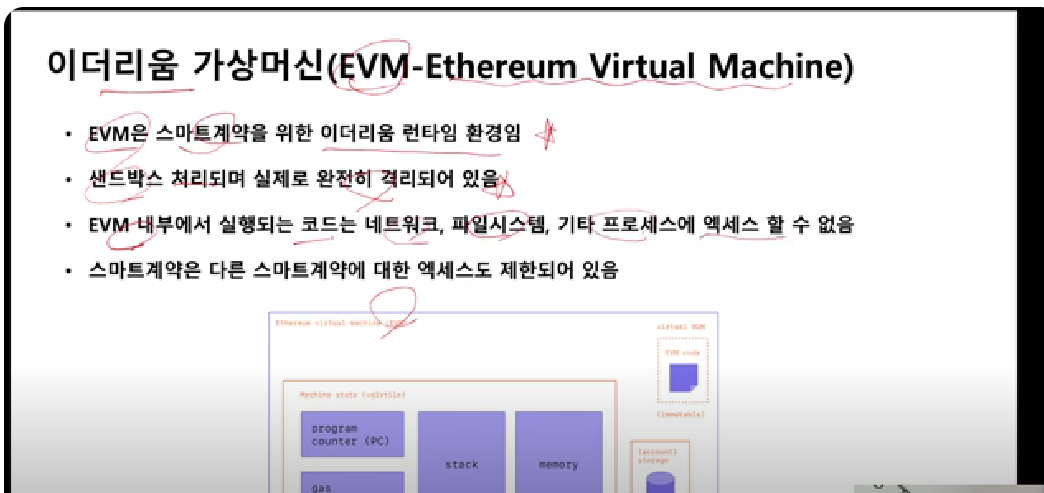 이더리움 가상머신(EVM-Ethereum Virtual Machine)
• EVM은 스마트계약을 위한 이더리움 런타임 환경임
• 샌드박스 처리되며 실제로 완전히 격리되어 있음
• EVM 내부에서 실행되는 코드는 네트워크, 파일시스템, 기타 프로세스에 엑세스 할 수 없음
• 스마트계약은 다른 스마트계약에 대한 엑세스도 제한되어 있음
Ethereum virtual machine (EVM)
virtual ROM
EVM code
(immutable)
Machine state (volatile)
program
counter (PC)
stack
memory
gas
(account)
storage